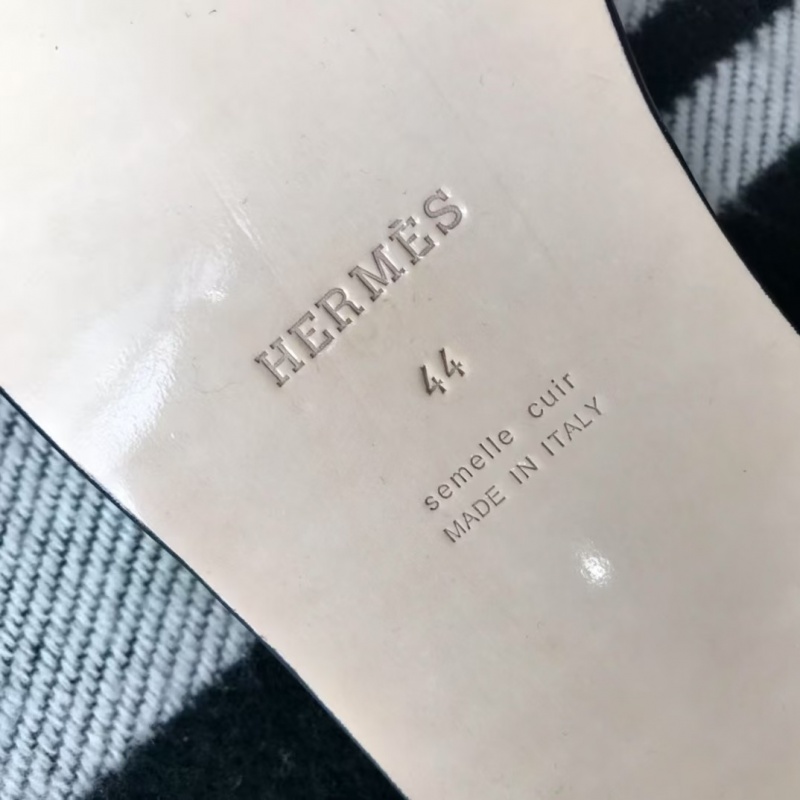 HERMÈS
44
semelle cuir
MADE IN ITALY